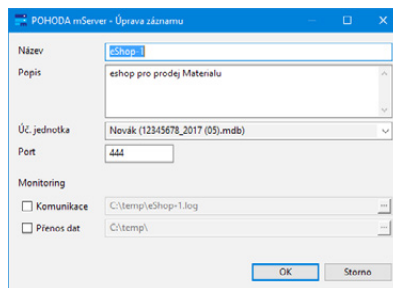 POHODA mServer - Úprava záznamu
Název eShop-1
Popis eshop pro prodej Materialu
Úč. jednotka Novák (12345678_2017 (05).mdb)
Port 444
Monitoring
Komunikace C:\temp\eShop-1.log ...
Přenos dat C:\temp\ ...
OK Storno